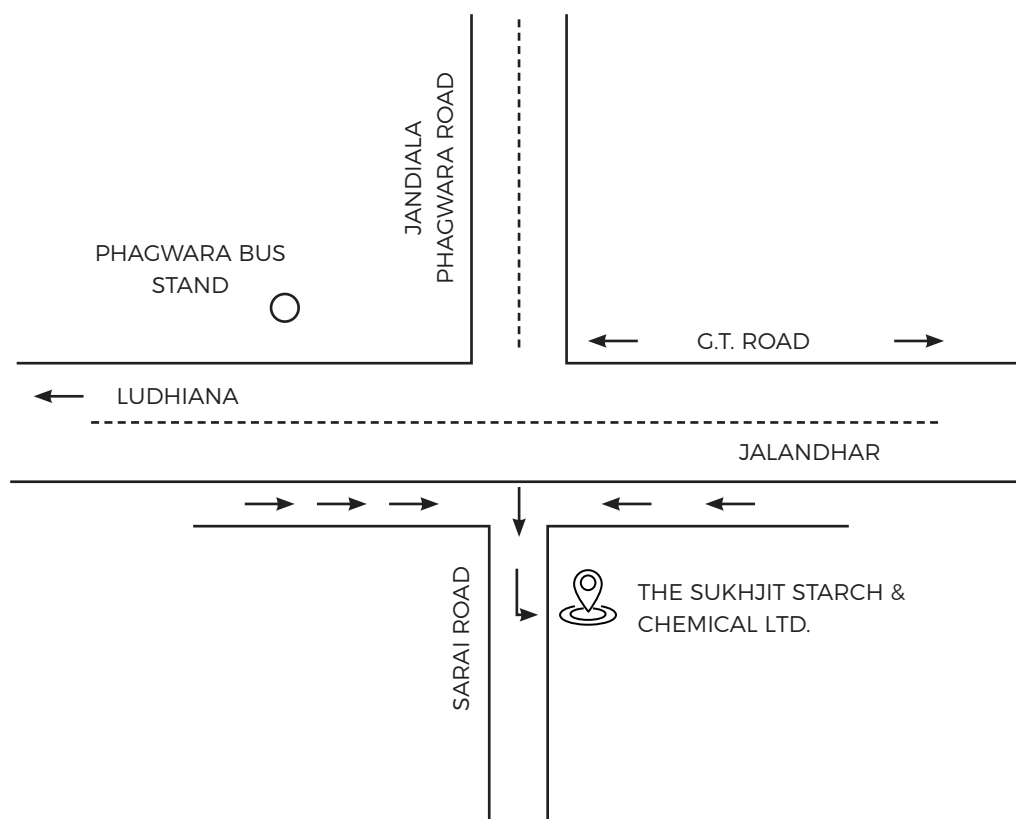 JANDIALA
PHAGWARA ROAD
PHAGWARA BUS
STAND
G.T. ROAD
LUDHIANA
JALANDHAR
SARAI ROAD
THE SUKHJIT STARCH &
CHEMICAL LTD.